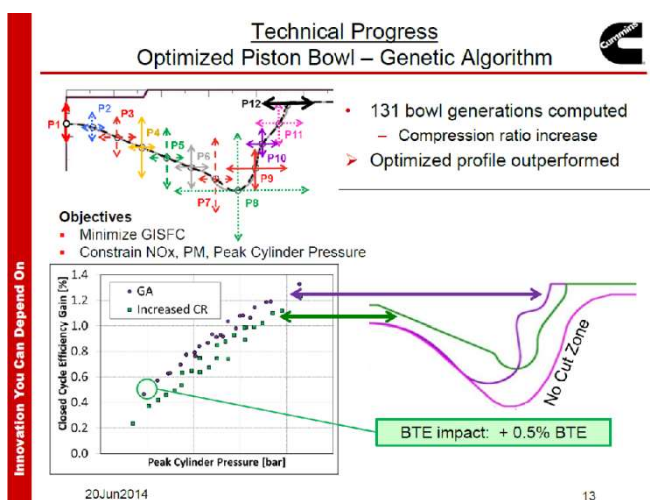 Technical Progress
Optimized Piston Bowl – Genetic Algorithm
Cummins
P1
P2
P3
P4
P5
P6
P7
P8
P9
P10
P11
P12
• 131 bowl generations computed
– Compression ratio increase
➢ Optimized profile outperformed
Objectives
▪ Minimize GISFC
▪ Constrain NOx, PM, Peak Cylinder Pressure
Innovation You Can Depend On
Closed Cycle Efficiency Gain [%]
1.4
1.2
1.0
0.8
0.6
0.4
0.2
0.0
GA
Increased CR
Peak Cylinder Pressure [bar]
No Cut Zone
BTE impact: + 0.5% BTE
20Jun2014
13